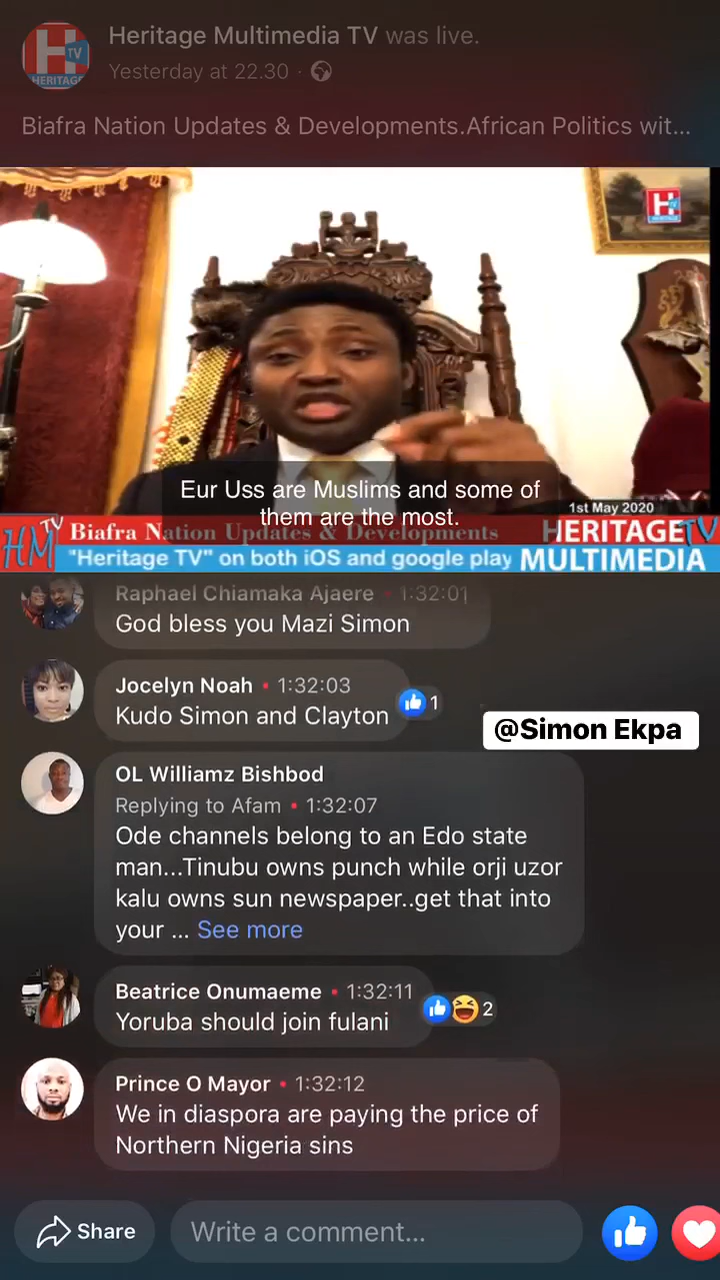 H TV
HERITAGE
Heritage Multimedia TV was live.
Yesterday at 22.30 ·
Biafra Nation Updates & Developments.African Politics wit...
H TV
Eur Uss are Muslims and some of
them are the most.
1st May 2020
HM TV
Biafra Nation Updates & Developments
HERITAGE TV
"Heritage TV" on both iOS and google play
MULTIMEDIA
Raphael Chiamaka Ajaere • 1:32:01
God bless you Mazi Simon
Jocelyn Noah • 1:32:03
Kudo Simon and Clayton
1
@Simon Ekpa
OL Williamz Bishbod
Replying to Afam • 1:32:07
Ode channels belong to an Edo state
man...Tinubu owns punch while orji uzor
kalu owns sun newspaper..get that into
your ... See more
Beatrice Onumaeme • 1:32:11
Yoruba should join fulani
2
Prince O Mayor • 1:32:12
We in diaspora are paying the price of
Northern Nigeria sins
Share
Write a comment...